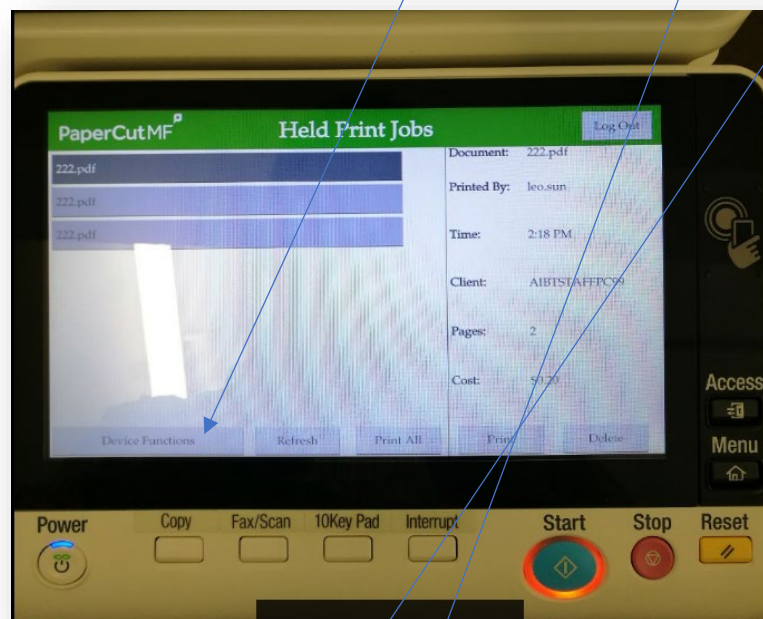 PaperCut MF
Held Print Jobs
Log Out
222.pdf
222.pdf
222.pdf
Document: 222.pdf
Printed By: leo.sun
Time: 2:18 PM
Client: AIBTSTAFFPC99
Pages: 2
Cost: $0.20
Device Functions
Refresh
Print All
Print
Delete
Access
Menu
Power
Copy
Fax/Scan
10Key Pad
Interrupt
Start
Stop
Reset